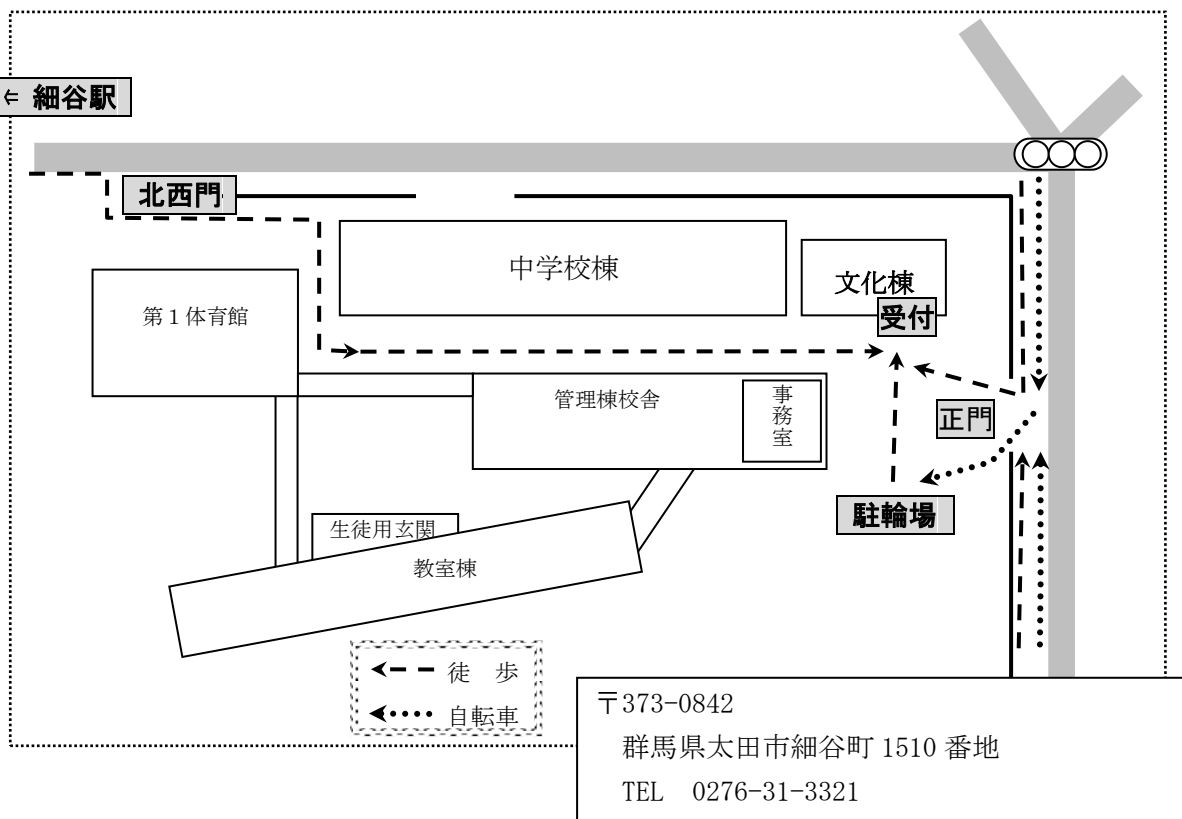 ⇐ 細谷駅
北西門
中学校棟
文化棟
受付
第１体育館
管理棟校舎
事務室
正門
駐輪場
生徒用玄関
教室棟
徒　歩
自転車
〒373-0842
群馬県太田市細谷町 1510 番地
TEL　0276-31-3321